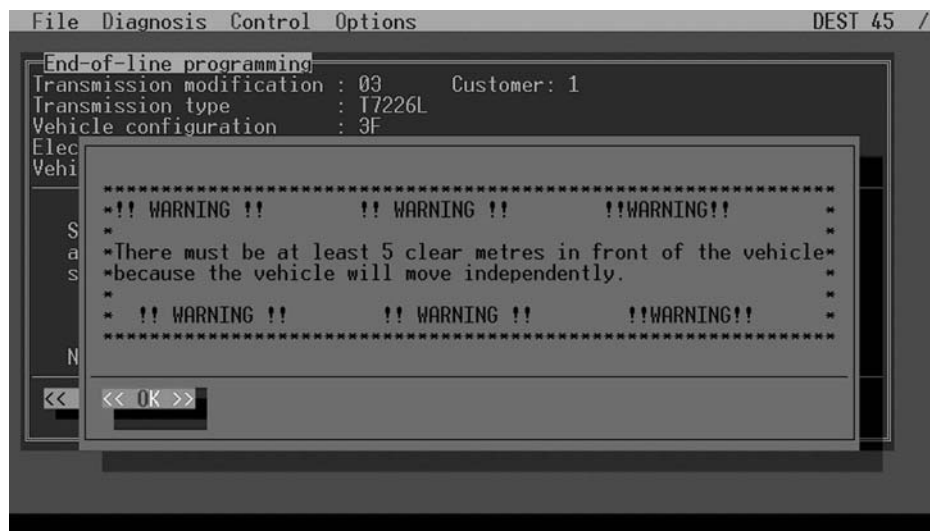 File Diagnosis Control Options DEST 45 /
End-of-line programming
Transmission modification : 03 Customer: 1
Transmission type : T7226L
Vehicle configuration : 3F
Elec
Vehi
*******************************************************************
*!! WARNING !! !! WARNING !! !!WARNING!! *
S *
a *There must be at least 5 clear metres in front of the vehicle*
s *because the vehicle will move independently. *
* *
* !! WARNING !! !! WARNING !! !!WARNING!! *
*******************************************************************
N
<< << OK >>